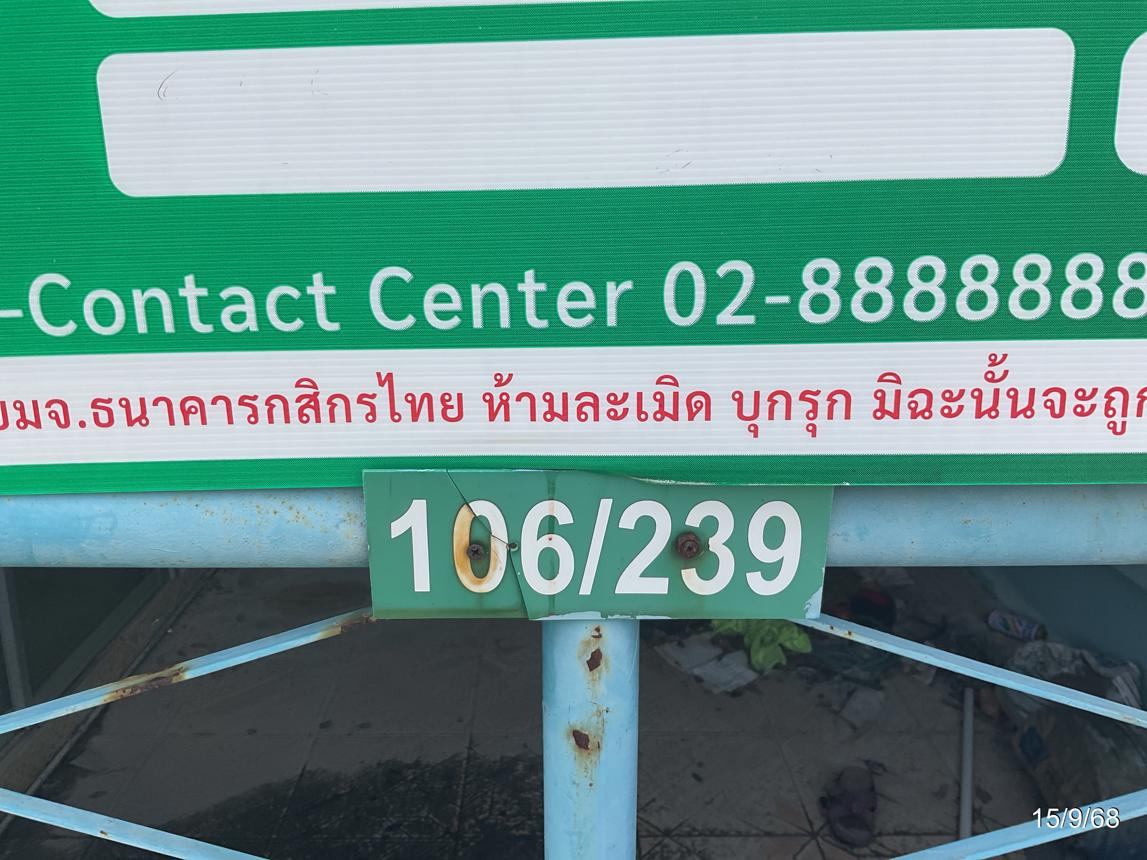 -Contact Center 02-8888888
บมจ.ธนาคารกสิกรไทย ห้ามละเมิด บุกรุก มิฉะนั้นจะถูก
106/239
15/9/68